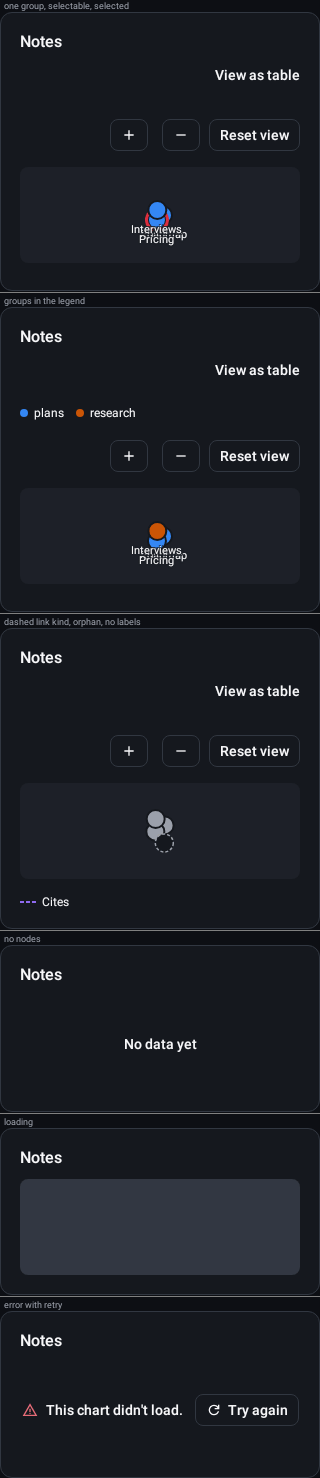 one group, selectable, selected
Notes
View as table
+
−
Reset view
Interviews
Pricing
groups in the legend
Notes
View as table
plans
research
+
−
Reset view
Interviews
Pricing
dashed link kind, orphan, no labels
Notes
View as table
+
−
Reset view
Cites
no nodes
Notes
No data yet
loading
Notes
error with retry
Notes
This chart didn't load.
Try again